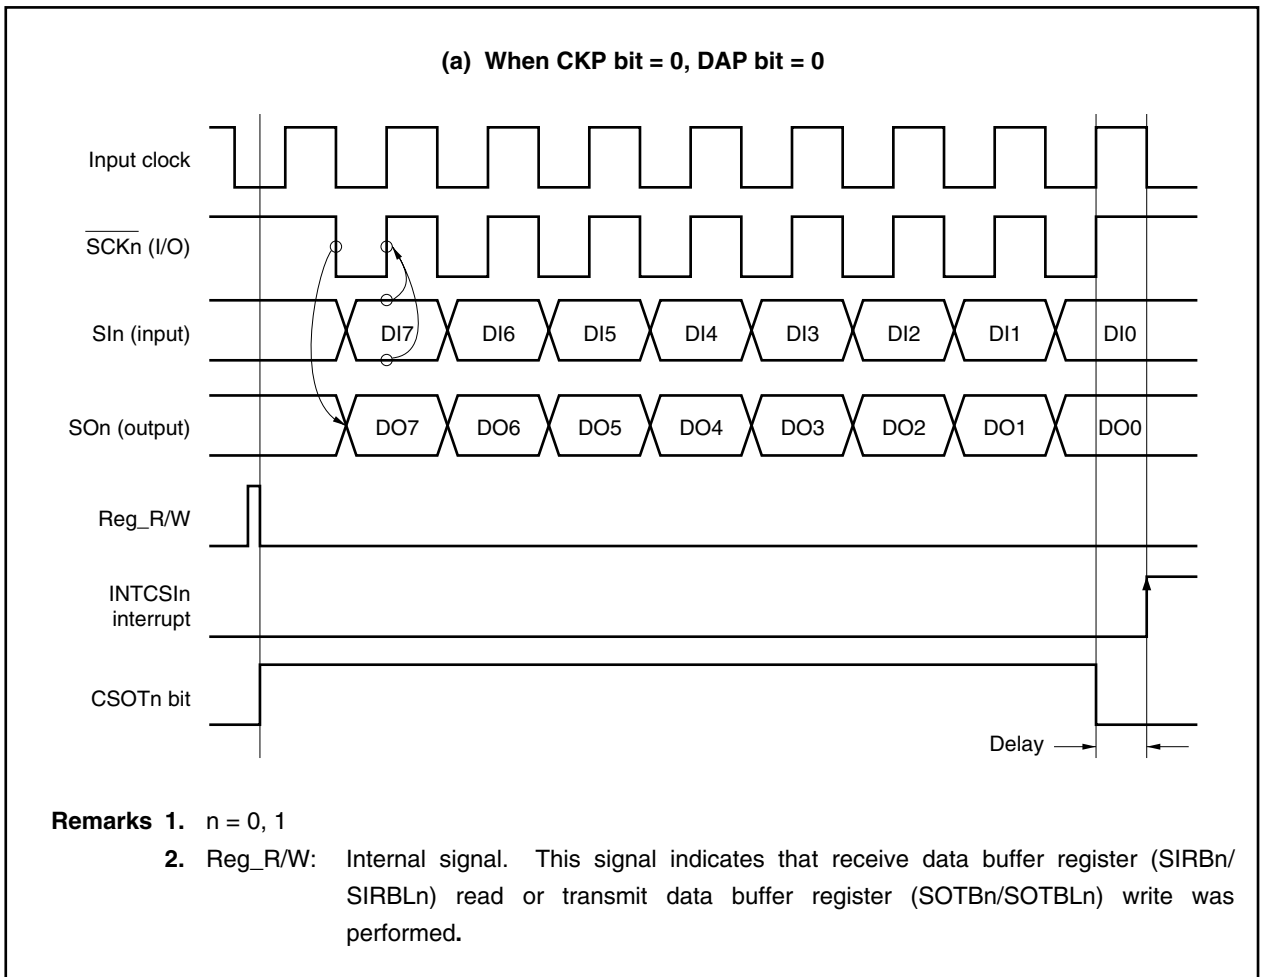 (a) When CKP bit = 0, DAP bit = 0
Input clock
SCKn (I/O)
SIn (input)
DI7 DI6 DI5 DI4 DI3 DI2 DI1 DI0
SOn (output)
DO7 DO6 DO5 DO4 DO3 DO2 DO1 DO0
Reg_R/W
INTCSIn
interrupt
CSOTn bit
Delay
Remarks 1. n = 0, 1
2. Reg_R/W: Internal signal. This signal indicates that receive data buffer register (SIRBn/
SIRBLn) read or transmit data buffer register (SOTBn/SOTBLn) write was
performed.